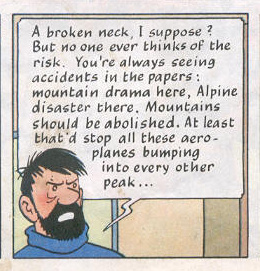 A broken neck, I suppose?
But no one ever thinks of the
risk. You're always seeing
accidents in the papers:
mountain drama here, Alpine
disaster there. Mountains
should be abolished. At least
that'd stop all these aero-
planes bumping
into every other
peak...